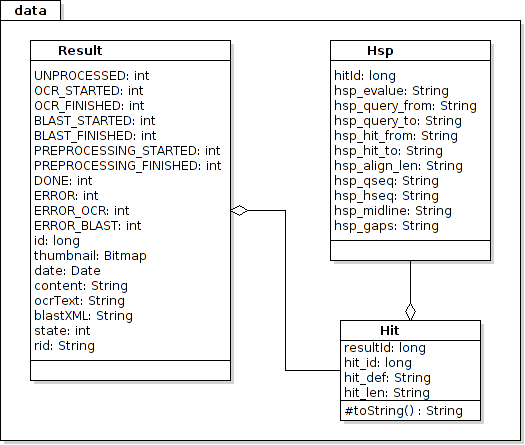 data
Result
UNPROCESSED: int
OCR_STARTED: int
OCR_FINISHED: int
BLAST_STARTED: int
BLAST_FINISHED: int
PREPROCESSING_STARTED: int
PREPROCESSING_FINISHED: int
DONE: int
ERROR: int
ERROR_OCR: int
ERROR_BLAST: int
id: long
thumbnail: Bitmap
date: Date
content: String
ocrText: String
blastXML: String
state: int
rid: String
Hsp
hitId: long
hsp_evalue: String
hsp_query_from: String
hsp_query_to: String
hsp_hit_from: String
hsp_hit_to: String
hsp_align_len: String
hsp_qseq: String
hsp_hseq: String
hsp_midline: String
hsp_gaps: String
Hit
resultId: long
hit_id: long
hit_def: String
hit_len: String
#toString() : String